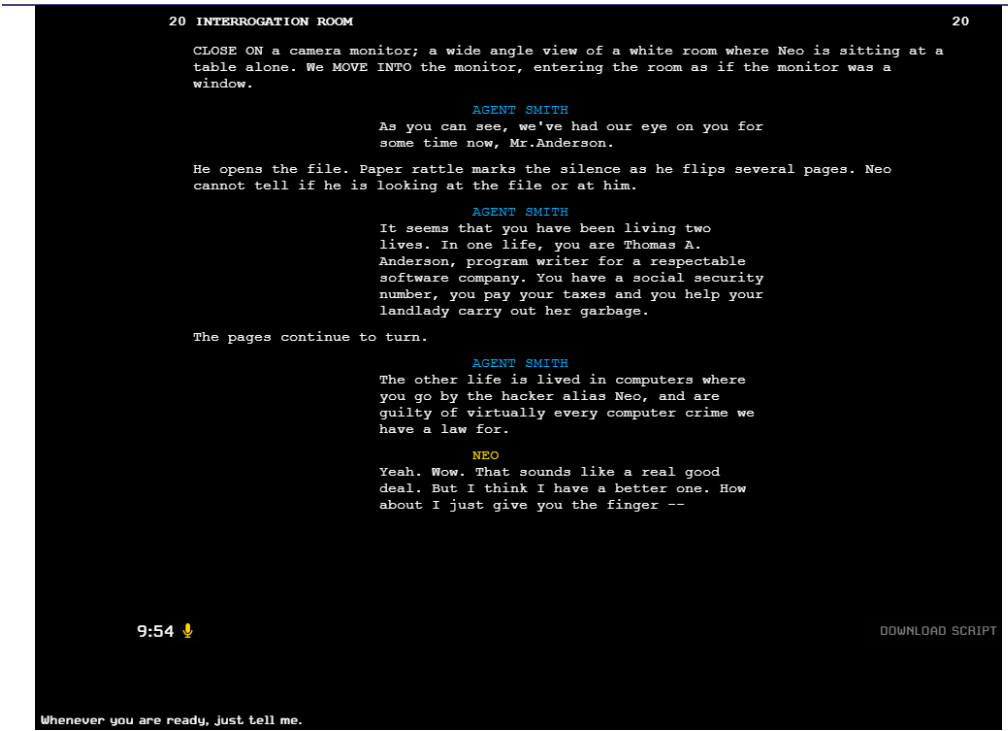 20 INTERROGATION ROOM 20
CLOSE ON a camera monitor; a wide angle view of a white room where Neo is sitting at a
table alone. We MOVE INTO the monitor, entering the room as if the monitor was a
window.
AGENT SMITH
As you can see, we've had our eye on you for
some time now, Mr.Anderson.
He opens the file. Paper rattle marks the silence as he flips several pages. Neo
cannot tell if he is looking at the file or at him.
AGENT SMITH
It seems that you have been living two
lives. In one life, you are Thomas A.
Anderson, program writer for a respectable
software company. You have a social security
number, you pay your taxes and you help your
landlady carry out her garbage.
The pages continue to turn.
AGENT SMITH
The other life is lived in computers where
you go by the hacker alias Neo, and are
guilty of virtually every computer crime we
have a law for.
NEO
Yeah. Wow. That sounds like a real good
deal. But I think I have a better one. How
about I just give you the finger --
9:54
DOWNLOAD SCRIPT
Whenever you are ready, just tell me.